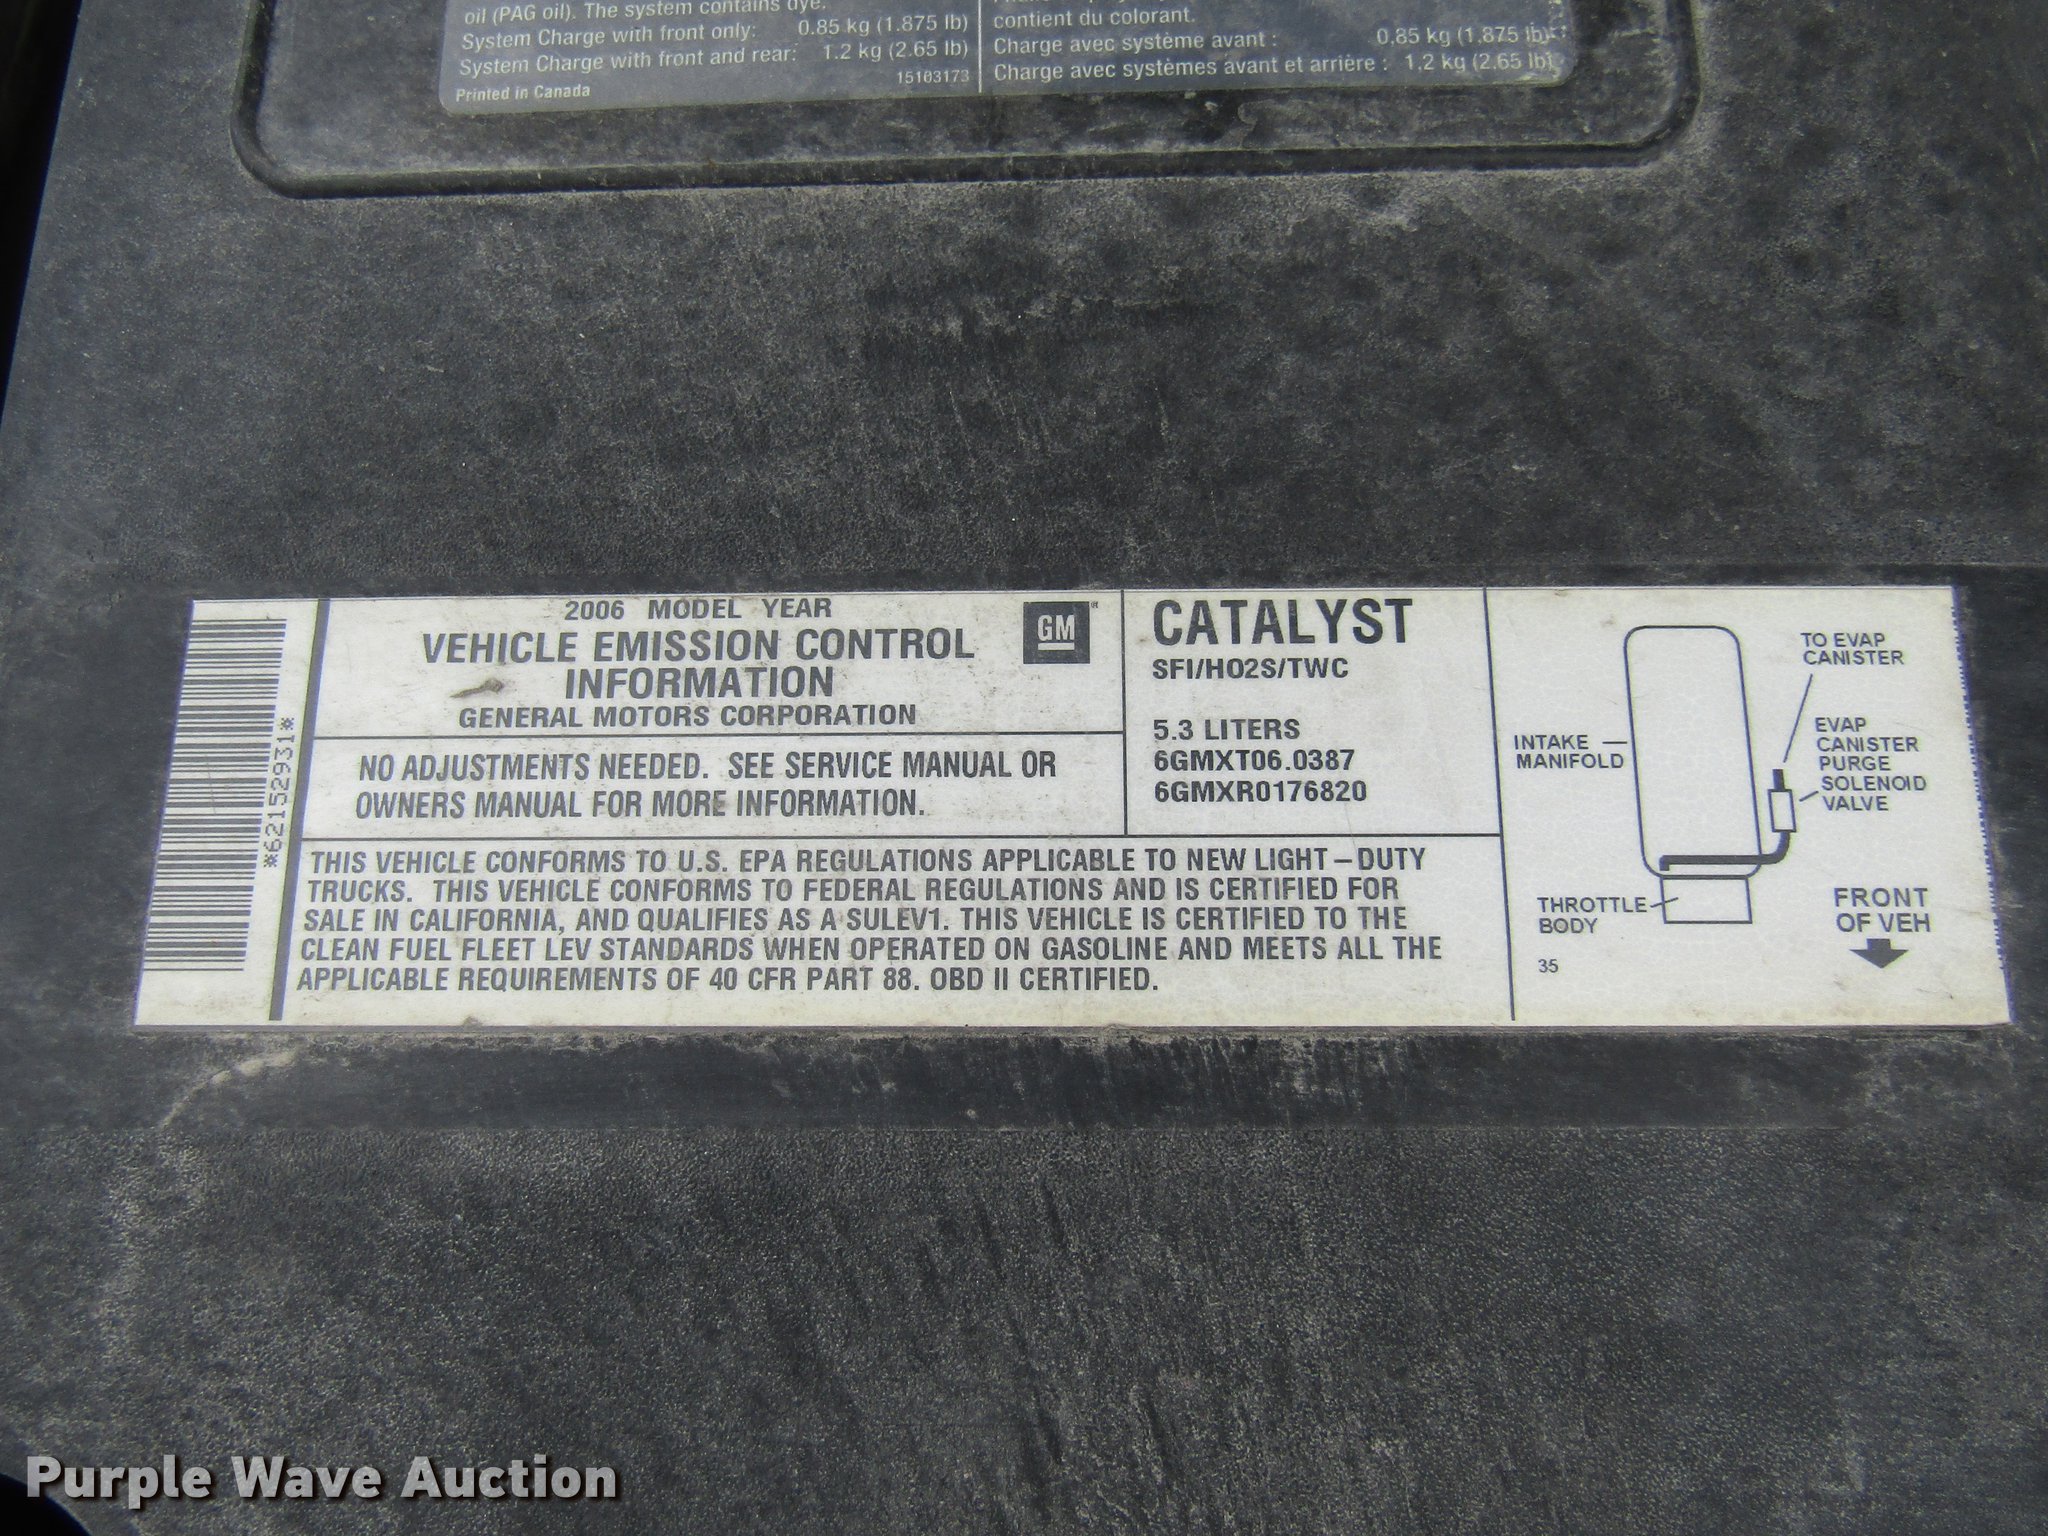 oil (PAG oil). The system contains dye.
System Charge with front only: 0.85 kg (1.875 lb)
System Charge with front and rear: 1.2 kg (2.65 lb)
15103173
Printed in Canada
contient du colorant.
Charge avec système avant : 0,85 kg (1,875 lb)
Charge avec systèmes avant et arrière : 1,2 kg (2,65 lb)
*62152931*
2006 MODEL YEAR
VEHICLE EMISSION CONTROL
INFORMATION
GENERAL MOTORS CORPORATION
GM
NO ADJUSTMENTS NEEDED. SEE SERVICE MANUAL OR
OWNERS MANUAL FOR MORE INFORMATION.
CATALYST
SFI/HO2S/TWC
5.3 LITERS
6GMXT06.0387
6GMXR0176820
THIS VEHICLE CONFORMS TO U.S. EPA REGULATIONS APPLICABLE TO NEW LIGHT-DUTY
TRUCKS. THIS VEHICLE CONFORMS TO FEDERAL REGULATIONS AND IS CERTIFIED FOR
SALE IN CALIFORNIA, AND QUALIFIES AS A SULEV1. THIS VEHICLE IS CERTIFIED TO THE
CLEAN FUEL FLEET LEV STANDARDS WHEN OPERATED ON GASOLINE AND MEETS ALL THE
APPLICABLE REQUIREMENTS OF 40 CFR PART 88. OBD II CERTIFIED.
TO EVAP
CANISTER
EVAP
CANISTER
PURGE
SOLENOID
VALVE
INTAKE
MANIFOLD
THROTTLE
BODY
FRONT
OF VEH
35
Purple Wave Auction